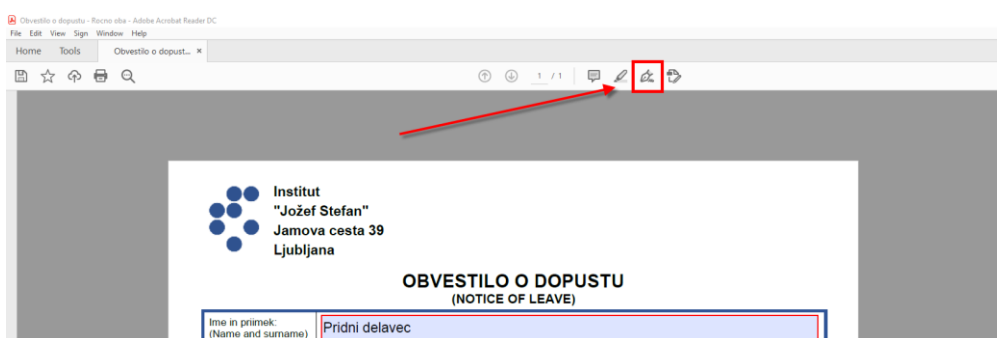 Obvestilo o dopustu - Rocno oba - Adobe Acrobat Reader DC
File Edit View Sign Window Help
Home Tools Obvestilo o dopust... ×
1 / 1
Institut
"Jožef Stefan"
Jamova cesta 39
Ljubljana
OBVESTILO O DOPUSTU
(NOTICE OF LEAVE)
Ime in priimek:
(Name and surname)
Pridni delavec